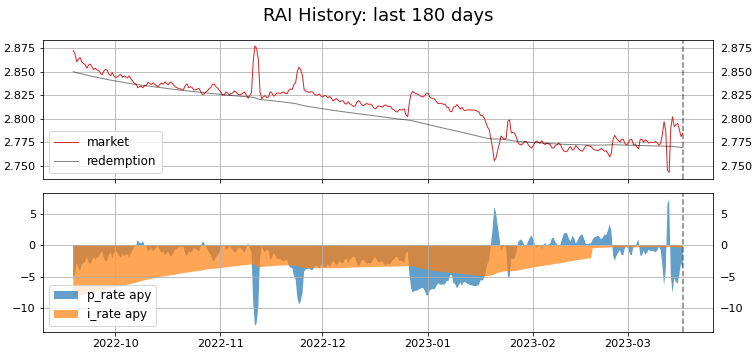 RAI History: last 180 days
2.875 2.875
2.850 2.850
2.825 2.825
2.800 2.800
2.775 2.775
2.750 2.750
market
redemption
5 5
0 0
−5 −5
−10 −10
p_rate apy
i_rate apy
2022-10 2022-11 2022-12 2023-01 2023-02 2023-03